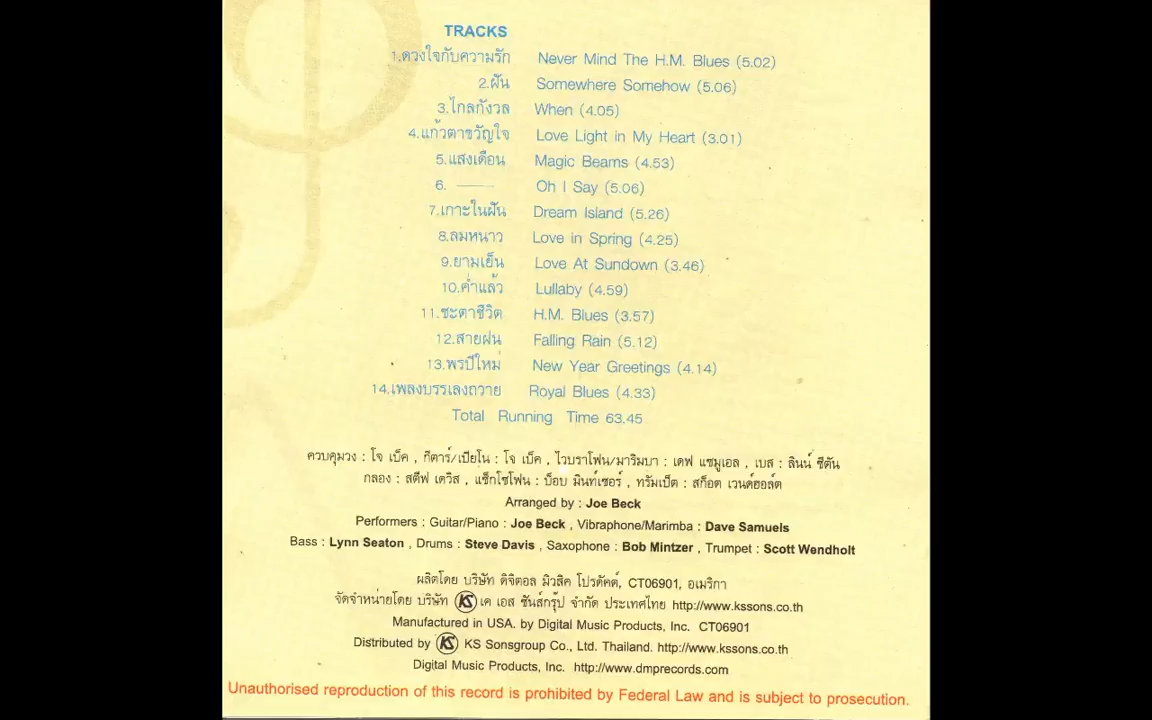 TRACKS
1.ดวงใจกับความรัก Never Mind The H.M. Blues (5.02)
2.ฝัน Somewhere Somehow (5.06)
3.ไกลกังวล When (4.05)
4.แก้วตาขวัญใจ Love Light in My Heart (3.01)
5.แสงเดือน Magic Beams (4.53)
6. —— Oh I Say (5.06)
7.เกาะในฝัน Dream Island (5.26)
8.ลมหนาว Love in Spring (4.25)
9.ยามเย็น Love At Sundown (3.46)
10.ค่ำแล้ว Lullaby (4.59)
11.ชะตาชีวิต H.M. Blues (3.57)
12.สายฝน Falling Rain (5.12)
13.พรปีใหม่ New Year Greetings (4.14)
14.เพลงบรรเลงถวาย Royal Blues (4.33)
Total Running Time 63.45
ควบคุมวง : โจ เบ็ค , กีตาร์/เปียโน : โจ เบ็ค , ไวบราโฟน/มาริมบา : เดฟ แซมูเอล , เบส : ลินน์ ซีตัน
กลอง : สตีฟ เดวิส , แซ็กโซโฟน : บ็อบ มินท์เซอร์ , ทรัมเป็ต : สก็อต เวนด์ฮอล์ต
Arranged by : Joe Beck
Performers : Guitar/Piano : Joe Beck , Vibraphone/Marimba : Dave Samuels
Bass : Lynn Seaton , Drums : Steve Davis , Saxophone : Bob Mintzer , Trumpet : Scott Wendholt
ผลิตโดย บริษัท ดิจิตอล มิวสิค โปรดัคต์, CT06901, อเมริกา
จัดจำหน่ายโดย บริษัท KS เค เอส ซันส์กรุ๊ป จำกัด ประเทศไทย http://www.kssons.co.th
Manufactured in USA. by Digital Music Products, Inc. CT06901
Distributed by KS KS Sonsgroup Co., Ltd. Thailand. http://www.kssons.co.th
Digital Music Products, Inc. http://www.dmprecords.com
Unauthorised reproduction of this record is prohibited by Federal Law and is subject to prosecution.